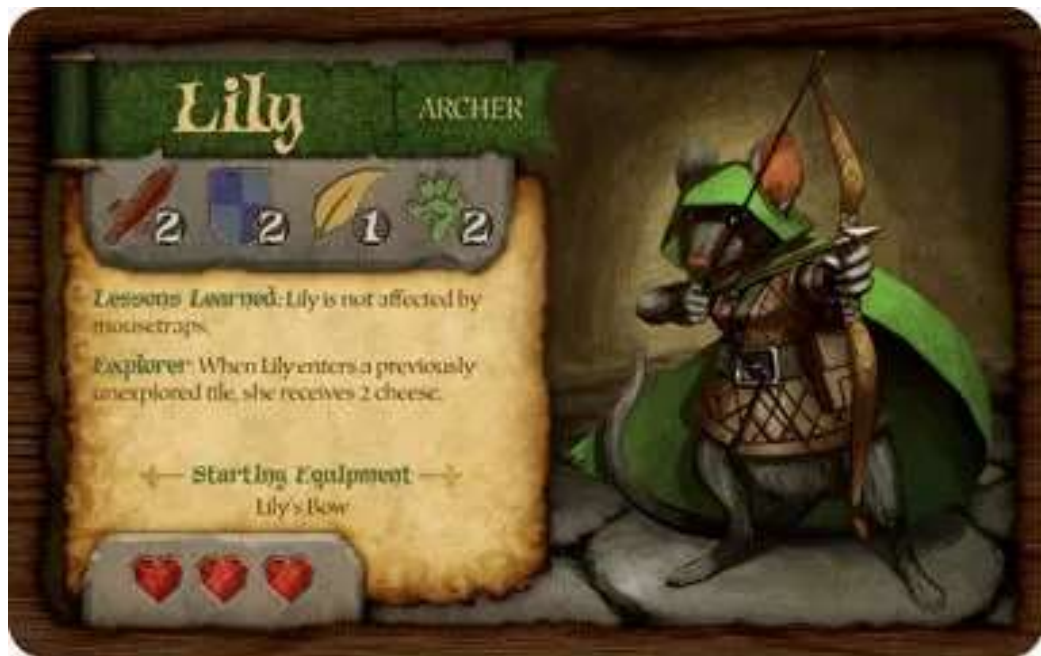 Lily
ARCHER
2 2 1 2
Lessons Learned: Lily is not affected by
mousetraps.
Explorer: When Lily enters a previously
unexplored tile, she receives 2 cheese.
Starting Equipment
Lily's Bow